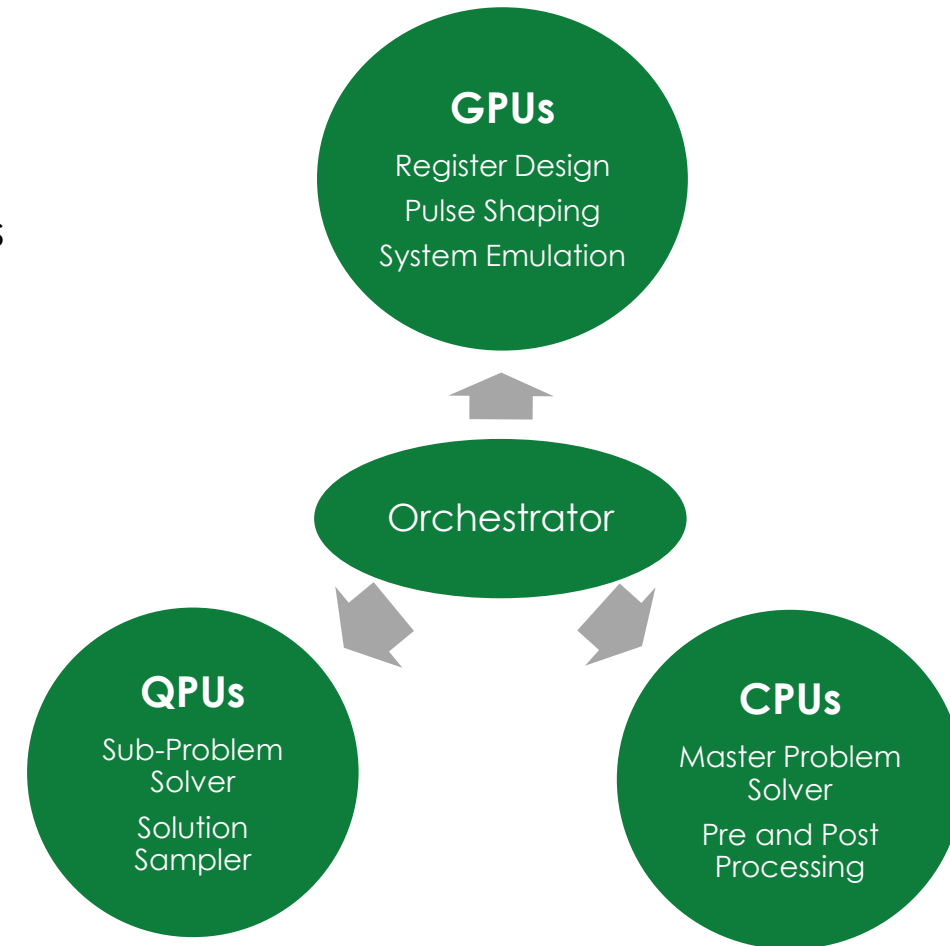 GPUs
Register Design
Pulse Shaping
System Emulation
s
Orchestrator
QPUs
Sub-Problem
Solver
Solution
Sampler
CPUs
Master Problem
Solver
Pre and Post
Processing